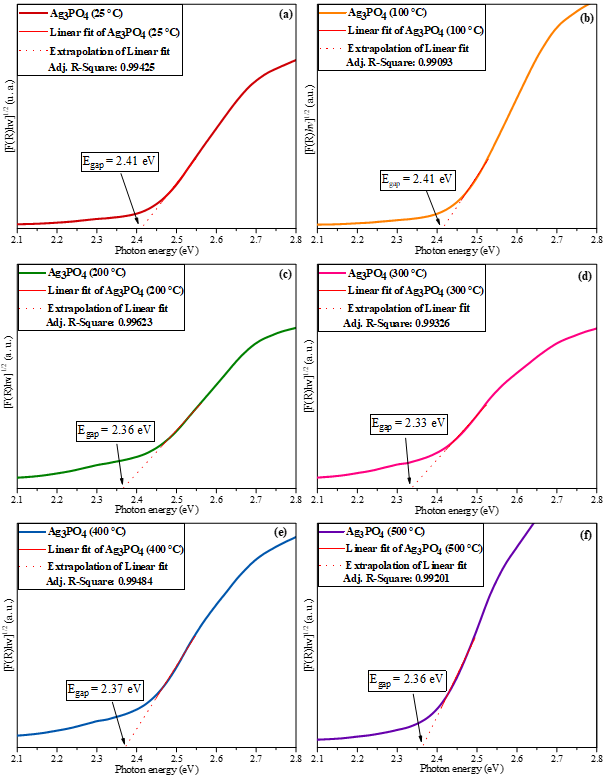 (a)
Ag3PO4 (25 °C)
Linear fit of Ag3PO4 (25 °C)
Extrapolation of Linear fit
Adj. R-Square: 0.99425
[F(R)hν]1/2 (u. a.)
Egap = 2.41 eV
2.1 2.2 2.3 2.4 2.5 2.6 2.7 2.8
Photon energy (eV)
(b)
Ag3PO4 (100 °C)
Linear fit of Ag3PO4 (100 °C)
Extrapolation of Linear fit
Adj. R-Square: 0.99093
[F(R)hν]1/2 (a.u.)
Egap = 2.41 eV
2.1 2.2 2.3 2.4 2.5 2.6 2.7 2.8
Photon energy (eV)
(c)
Ag3PO4 (200 °C)
Linear fit of Ag3PO4 (200 °C)
Extrapolation of Linear fit
Adj. R-Square: 0.99623
[F(R)hν]1/2 (a. u.)
Egap = 2.36 eV
2.1 2.2 2.3 2.4 2.5 2.6 2.7 2.8
Photon energy (eV)
(d)
Ag3PO4 (300 °C)
Linear fit of Ag3PO4 (300 °C)
Extrapolation of Linear fit
Adj. R-Square: 0.99326
[F(R)hν]1/2 (a. u.)
Egap = 2.33 eV
2.1 2.2 2.3 2.4 2.5 2.6 2.7 2.8
Photon energy (eV)
(e)
Ag3PO4 (400 °C)
Linear fit of Ag3PO4 (400 °C)
Extrapolation of Linear fit
Adj. R-Square: 0.99484
[F(R)hν]1/2 (a. u.)
Egap = 2.37 eV
2.1 2.2 2.3 2.4 2.5 2.6 2.7 2.8
Photon energy (eV)
(f)
Ag3PO4 (500 °C)
Linear fit of Ag3PO4 (500 °C)
Extrapolation of Linear fit
Adj. R-Square: 0.99201
[F(R)hν]1/2 (a. u.)
Egap = 2.36 eV
2.1 2.2 2.3 2.4 2.5 2.6 2.7 2.8
Photon energy (eV)